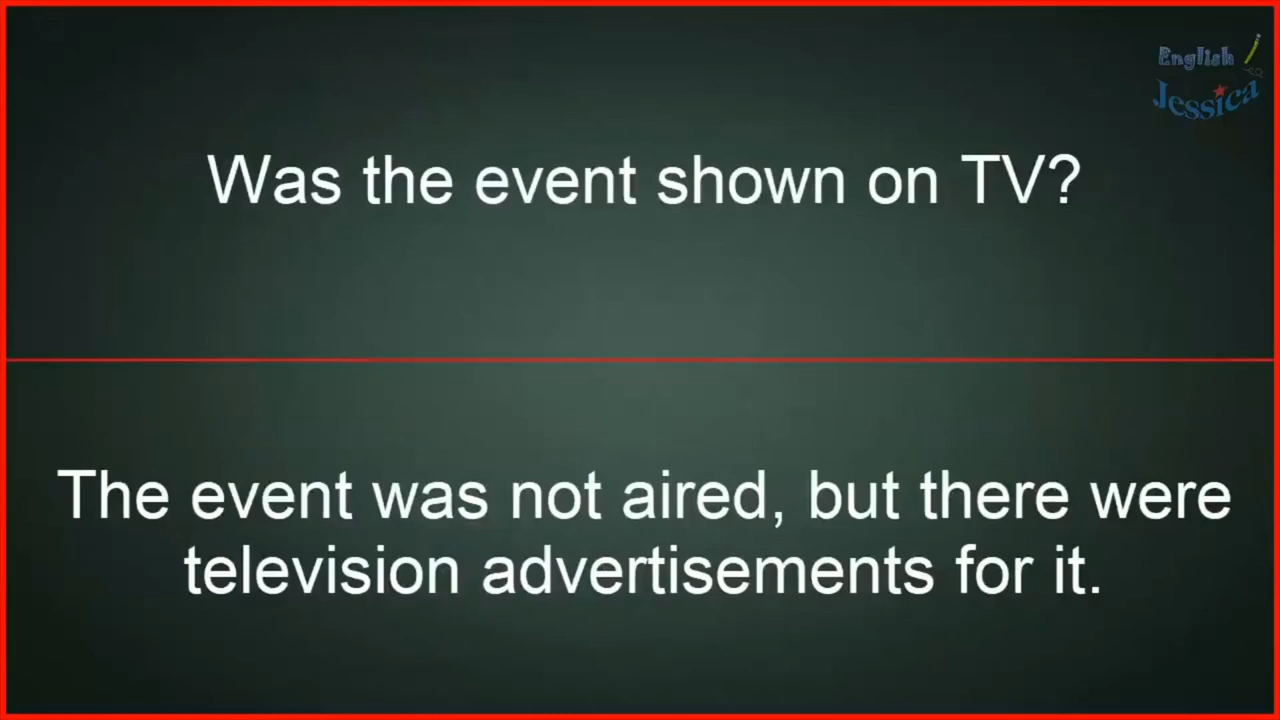 English
Jessica
Was the event shown on TV?
The event was not aired, but there were
television advertisements for it.